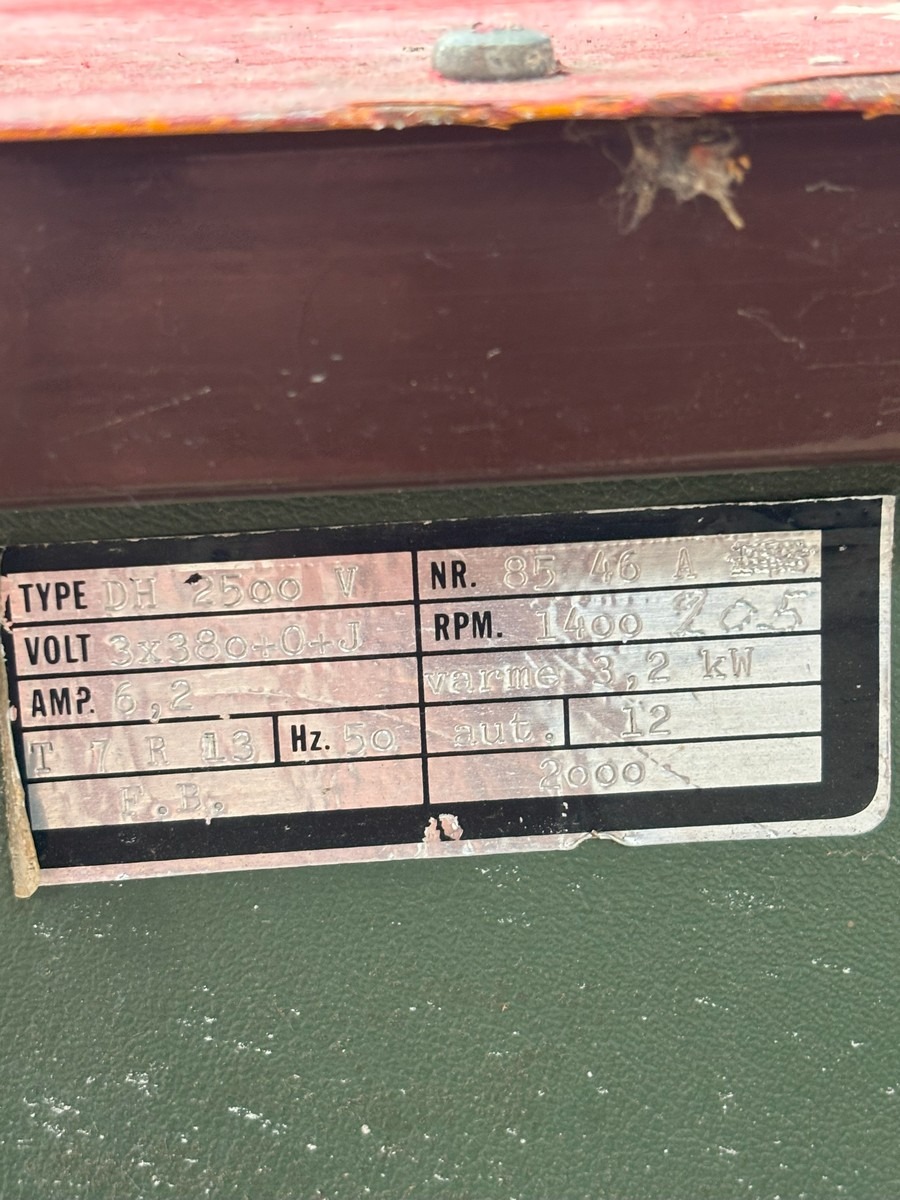 TYPE DH 2500 V
NR. 85 46 A
VOLT 3x380+O+J
RPM. 1400 205
AMP. 6,2
varme 3,2 kW
T 7 R 13 Hz. 50
aut. 12
F.B.
2000